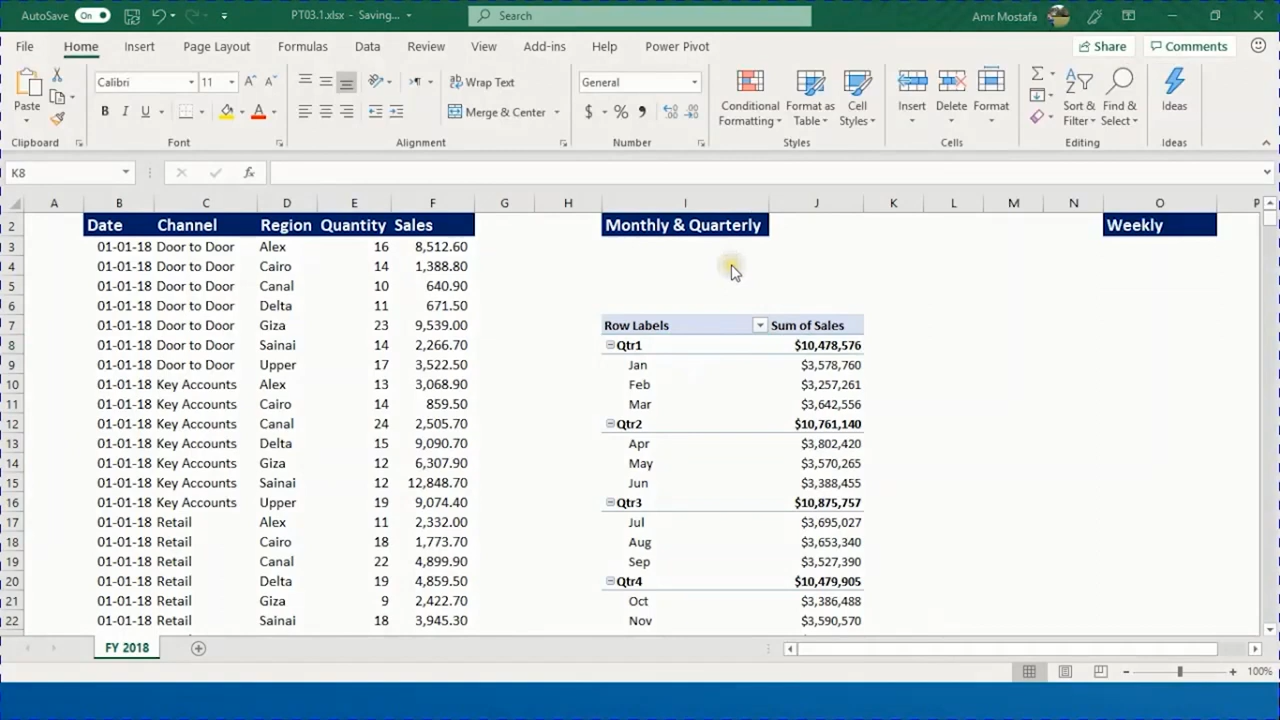 AutoSave On PT03.1.xlsx - Saving... Search Amr Mostafa
File Home Insert Page Layout Formulas Data Review View Add-ins Help Power Pivot Share Comments
Calibri 11 Wrap Text General
Paste B I U Merge & Center $ % Conditional Formatting Format as Table Cell Styles Insert Delete Format Sort & Filter Find & Select Ideas
Clipboard Font Alignment Number Styles Cells Editing Ideas
K8 fx
A B C D E F G H I J K L M N O P
2 Date Channel Region Quantity Sales Monthly & Quarterly Weekly
3 01-01-18 Door to Door Alex 16 8,512.60
4 01-01-18 Door to Door Cairo 14 1,388.80
5 01-01-18 Door to Door Canal 10 640.90
6 01-01-18 Door to Door Delta 11 671.50
7 01-01-18 Door to Door Giza 23 9,539.00 Row Labels Sum of Sales
8 01-01-18 Door to Door Sainai 14 2,266.70 Qtr1 $10,478,576
9 01-01-18 Door to Door Upper 17 3,522.50 Jan $3,578,760
10 01-01-18 Key Accounts Alex 13 3,068.90 Feb $3,257,261
11 01-01-18 Key Accounts Cairo 14 859.50 Mar $3,642,556
12 01-01-18 Key Accounts Canal 24 2,505.70 Qtr2 $10,761,140
13 01-01-18 Key Accounts Delta 15 9,090.70 Apr $3,802,420
14 01-01-18 Key Accounts Giza 12 6,307.90 May $3,570,265
15 01-01-18 Key Accounts Sainai 12 12,848.70 Jun $3,388,455
16 01-01-18 Key Accounts Upper 19 9,074.40 Qtr3 $10,875,757
17 01-01-18 Retail Alex 11 2,332.00 Jul $3,695,027
18 01-01-18 Retail Cairo 18 1,773.70 Aug $3,653,340
19 01-01-18 Retail Canal 22 4,899.90 Sep $3,527,390
20 01-01-18 Retail Delta 19 4,859.50 Qtr4 $10,479,905
21 01-01-18 Retail Giza 9 2,422.70 Oct $3,386,488
22 01-01-18 Retail Sainai 18 3,945.30 Nov $3,590,570
FY 2018
100%